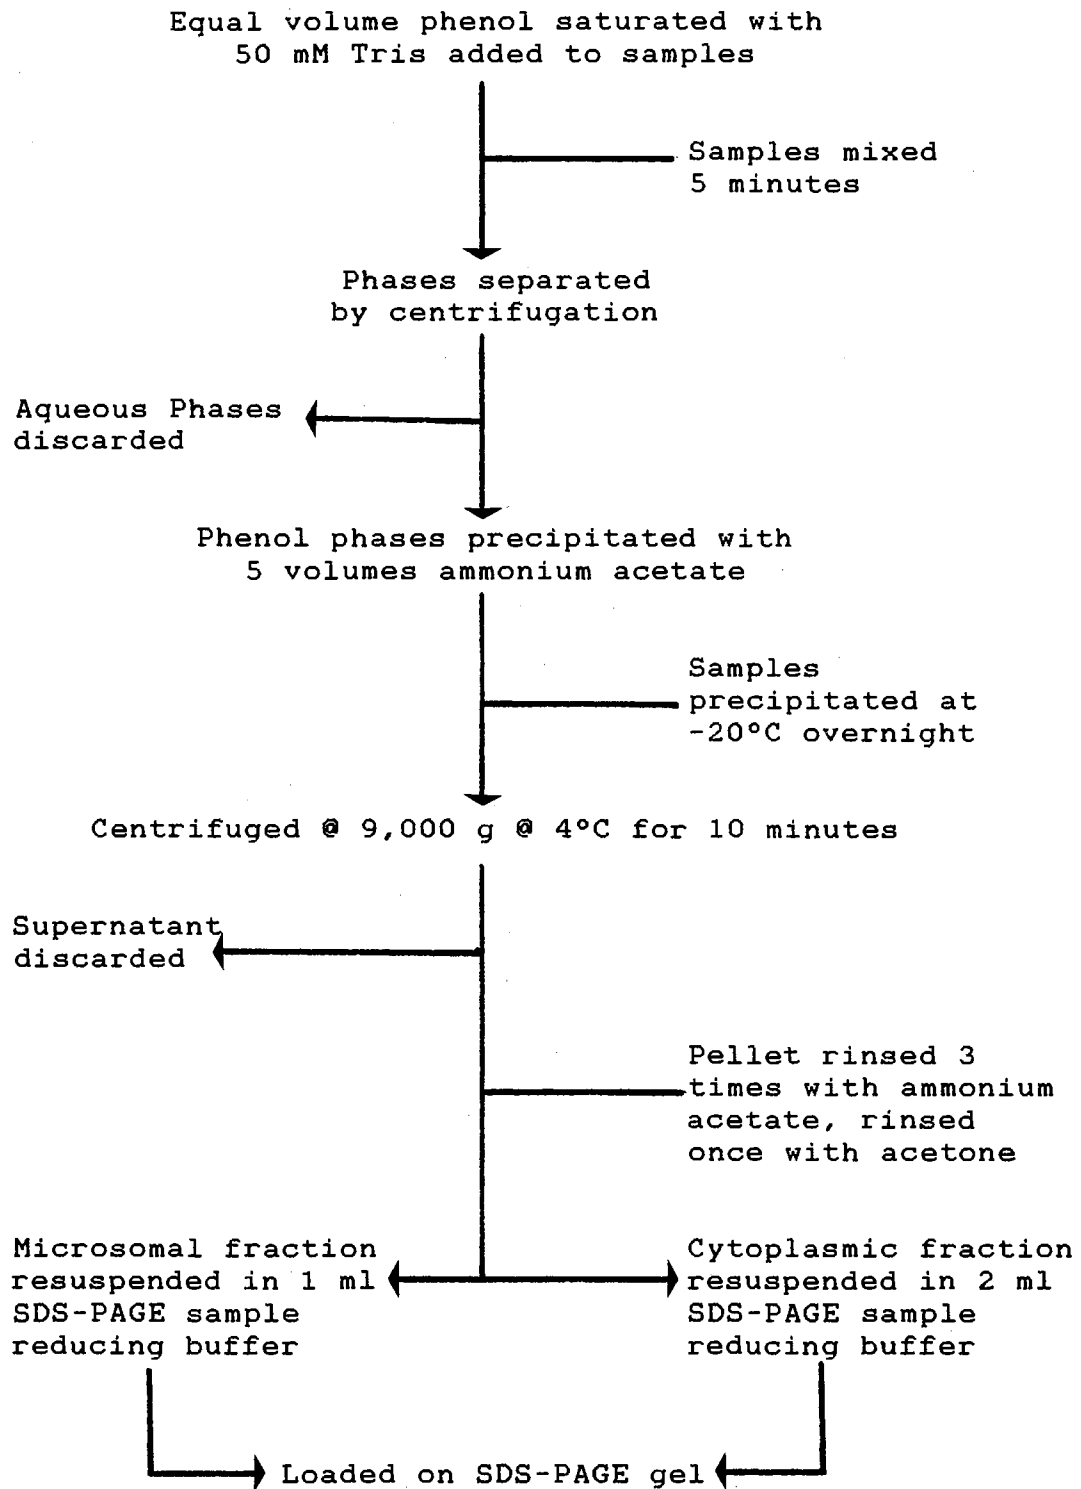 Equal volume phenol saturated with
50 mM Tris added to samples
Samples mixed
5 minutes
Phases separated
by centrifugation
Aqueous Phases
discarded
Phenol phases precipitated with
5 volumes ammonium acetate
Samples
precipitated at
-20°C overnight
Centrifuged @ 9,000 g @ 4°C for 10 minutes
Supernatant
discarded
Pellet rinsed 3
times with ammonium
acetate, rinsed
once with acetone
Microsomal fraction
resuspended in 1 ml
SDS-PAGE sample
reducing buffer
Cytoplasmic fraction
resuspended in 2 ml
SDS-PAGE sample
reducing buffer
Loaded on SDS-PAGE gel